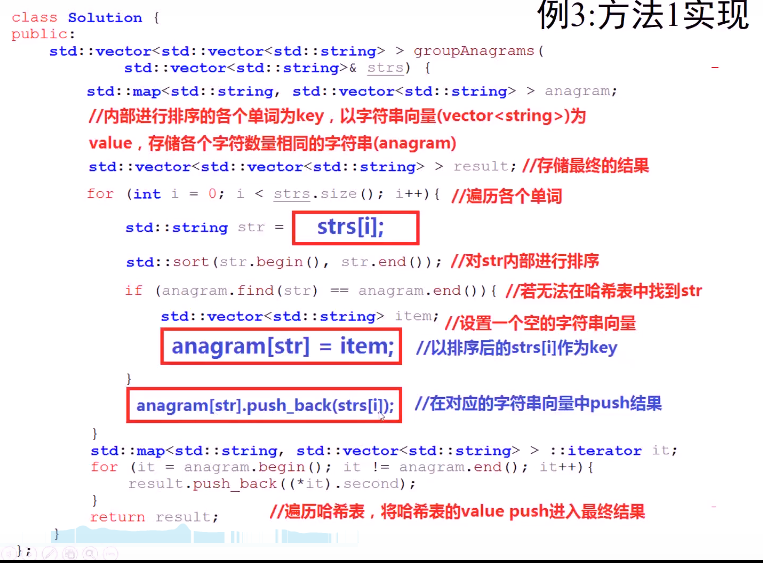 例3:方法1实现
class Solution {
public:
std::vector<std::vector<std::string> > groupAnagrams(
std::vector<std::string>& strs) {
std::map<std::string, std::vector<std::string> > anagram;
//内部进行排序的各个单词为key，以字符串向量(vector<string>)为
value，存储各个字符数量相同的字符串(anagram)
std::vector<std::vector<std::string> > result; //存储最终的结果
for (int i = 0; i < strs.size(); i++){ //遍历各个单词
std::string str = strs[i];
std::sort(str.begin(), str.end()); //对str内部进行排序
if (anagram.find(str) == anagram.end()){ //若无法在哈希表中找到str
std::vector<std::string> item; //设置一个空的字符串向量
anagram[str] = item; //以排序后的strs[i]作为key
}
anagram[str].push_back(strs[i]); //在对应的字符串向量中push结果
}
std::map<std::string, std::vector<std::string> > ::iterator it;
for (it = anagram.begin(); it != anagram.end(); it++){
result.push_back((*it).second);
}
return result; //遍历哈希表，将哈希表的value push进入最终结果
}
};